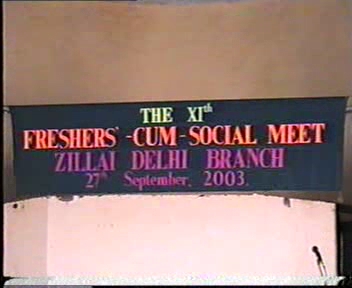 THE XIth
FRESHERS' -CUM- SOCIAL MEET
ZILLAI DELHI BRANCH
27th September, 2003.